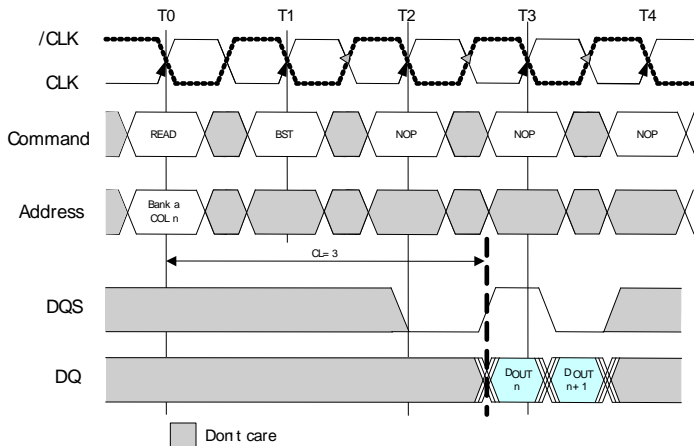 T0 T1 T2 T3 T4
/CLK
CLK
Command READ BST NOP NOP NOP
Address Bank a
COL n
CL= 3
DQS
DQ DOUT
n DOUT
n+1
Don't care